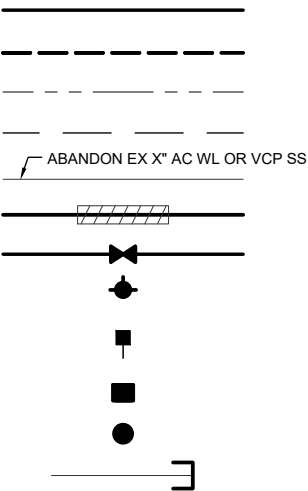 ABANDON EX X" AC WL OR VCP SS